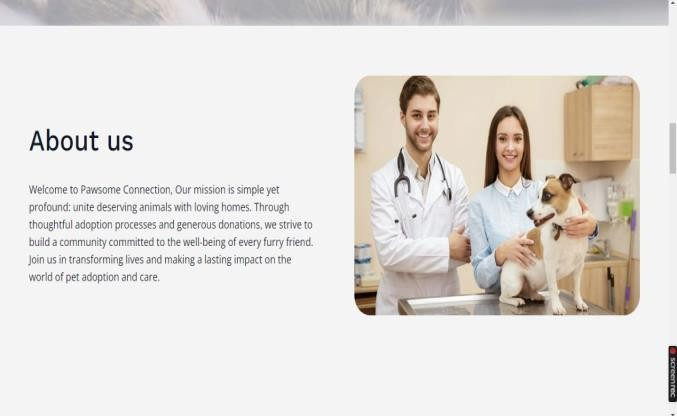 About us
Welcome to Pawsome Connection, Our mission is simple yet
profound: unite deserving animals with loving homes. Through
thoughtful adoption processes and generous donations, we strive to
build a community committed to the well-being of every furry friend.
Join us in transforming lives and making a lasting impact on the
world of pet adoption and care.
screenrec